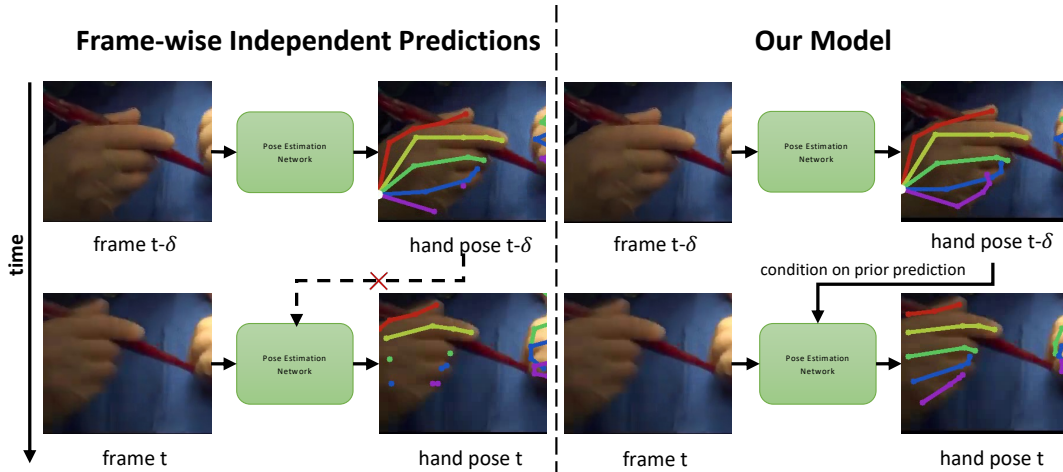 Frame-wise Independent Predictions
Our Model
Pose Estimation
Network
Pose Estimation
Network
frame t-δ
hand pose t-δ
frame t-δ
hand pose t-δ
time
condition on prior prediction
Pose Estimation
Network
Pose Estimation
Network
frame t
hand pose t
frame t
hand pose t